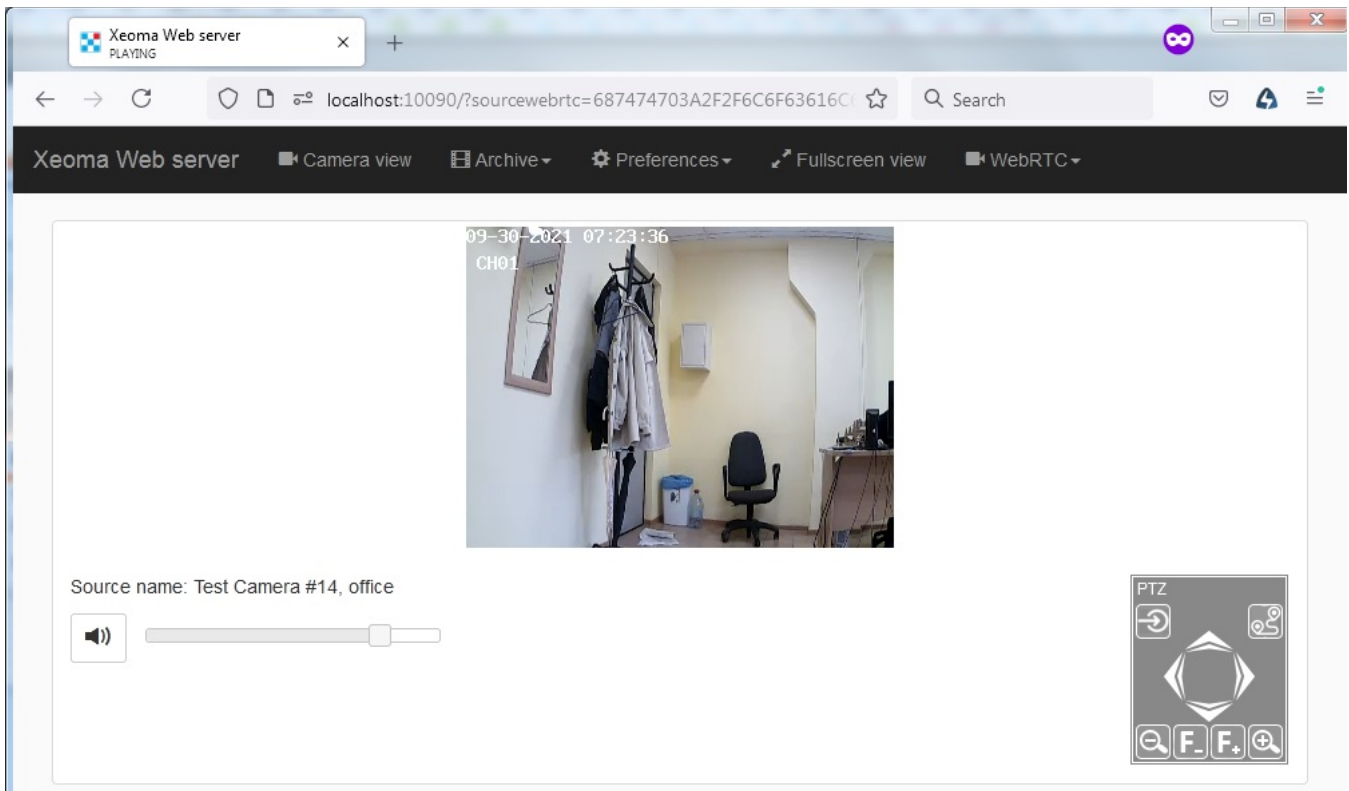 Xeoma Web server
PLAYING
localhost:10090/?sourcewebrtc=687474703A2F2F6C6F63616C
Search
Xeoma Web server Camera view Archive Preferences Fullscreen view WebRTC
09-30-2021 07:23:36
CH01
Source name: Test Camera #14, office
PTZ
F- F+